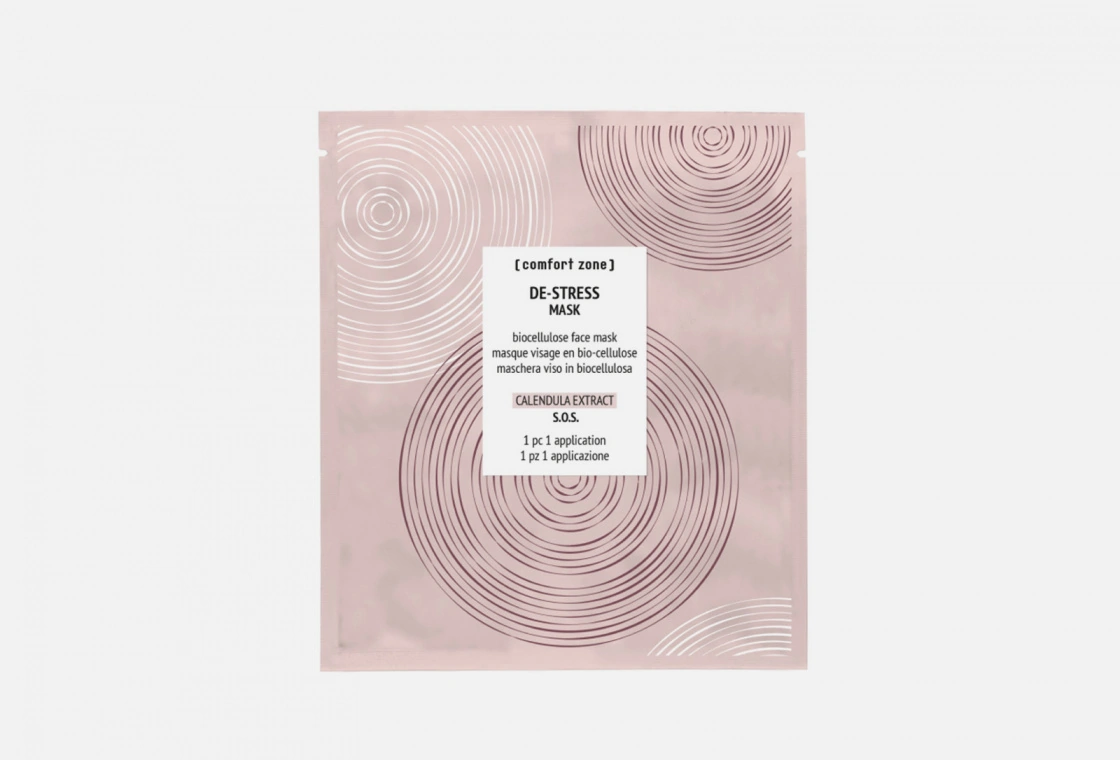 [comfort zone]
DE-STRESS
MASK
biocellulose face mask
masque visage en bio-cellulose
maschera viso in biocellulosa
CALENDULA EXTRACT
S.O.S.
1 pc 1 application
1 pz 1 applicazione